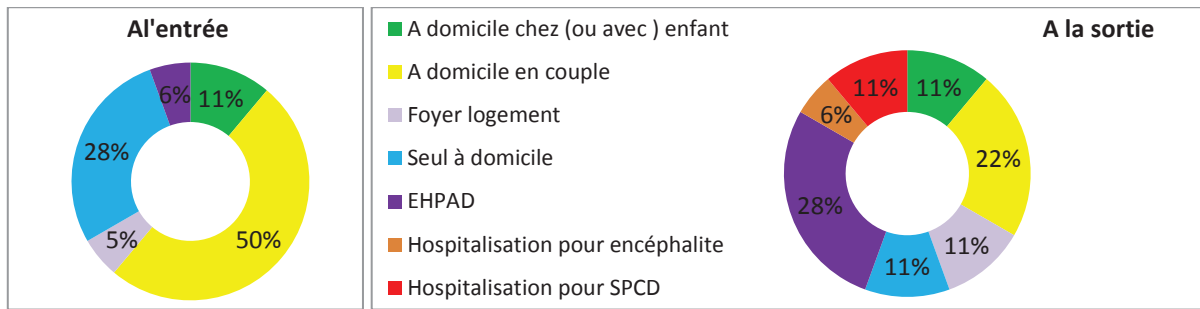 Al'entrée
6%
11%
28%
5%
50%
A domicile chez (ou avec ) enfant
A domicile en couple
Foyer logement
Seul à domicile
EHPAD
Hospitalisation pour encéphalite
Hospitalisation pour SPCD
A la sortie
11%
11%
6%
22%
28%
11%
11%